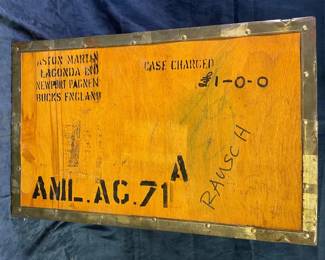 ASTON MARTIN
LAGONDA LTD
NEWPORT PAGNELL
BUCKS ENGLAND
CASE CHARGED
£1-0-0
A
AML.AC.71
RAUSCH